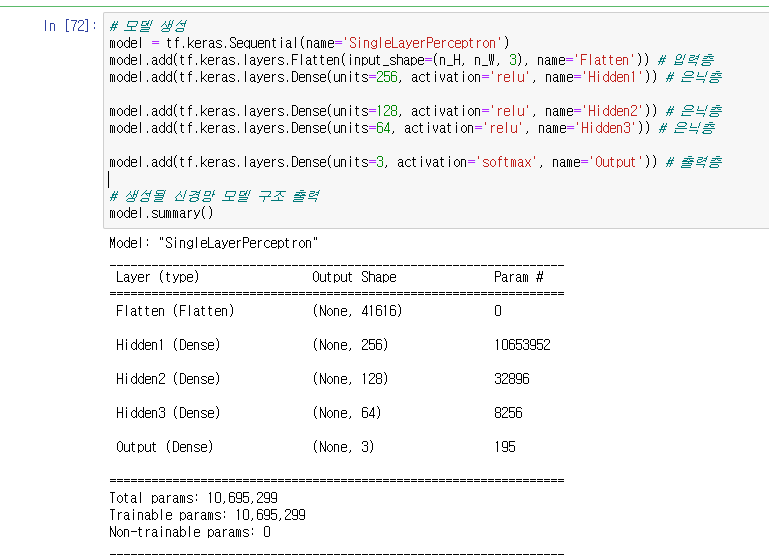 In [72]:
# 모델 생성
model = tf.keras.Sequential(name='SingleLayerPerceptron')
model.add(tf.keras.layers.Flatten(input_shape=(n_H, n_W, 3), name='Flatten')) # 입력층
model.add(tf.keras.layers.Dense(units=256, activation='relu', name='Hidden1')) # 은닉층
model.add(tf.keras.layers.Dense(units=128, activation='relu', name='Hidden2')) # 은닉층
model.add(tf.keras.layers.Dense(units=64, activation='relu', name='Hidden3')) # 은닉층
model.add(tf.keras.layers.Dense(units=3, activation='softmax', name='Output')) # 출력층
# 생성될 신경망 모델 구조 출력
model.summary()
Model: "SingleLayerPerceptron"
Layer (type) Output Shape Param #
Flatten (Flatten) (None, 41616) 0
Hidden1 (Dense) (None, 256) 10653952
Hidden2 (Dense) (None, 128) 32896
Hidden3 (Dense) (None, 64) 8256
Output (Dense) (None, 3) 195
Total params: 10,695,299
Trainable params: 10,695,299
Non-trainable params: 0